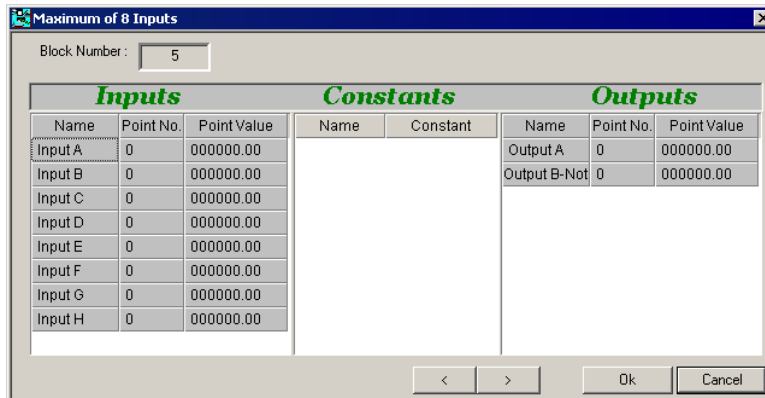 Maximum of 8 Inputs
Block Number : 5
Inputs Constants Outputs
Name Point No. Point Value Name Constant Name Point No. Point Value
Input A 0 000000.00 Output A 0 000000.00
Input B 0 000000.00 Output B-Not 0 000000.00
Input C 0 000000.00
Input D 0 000000.00
Input E 0 000000.00
Input F 0 000000.00
Input G 0 000000.00
Input H 0 000000.00
< > Ok Cancel